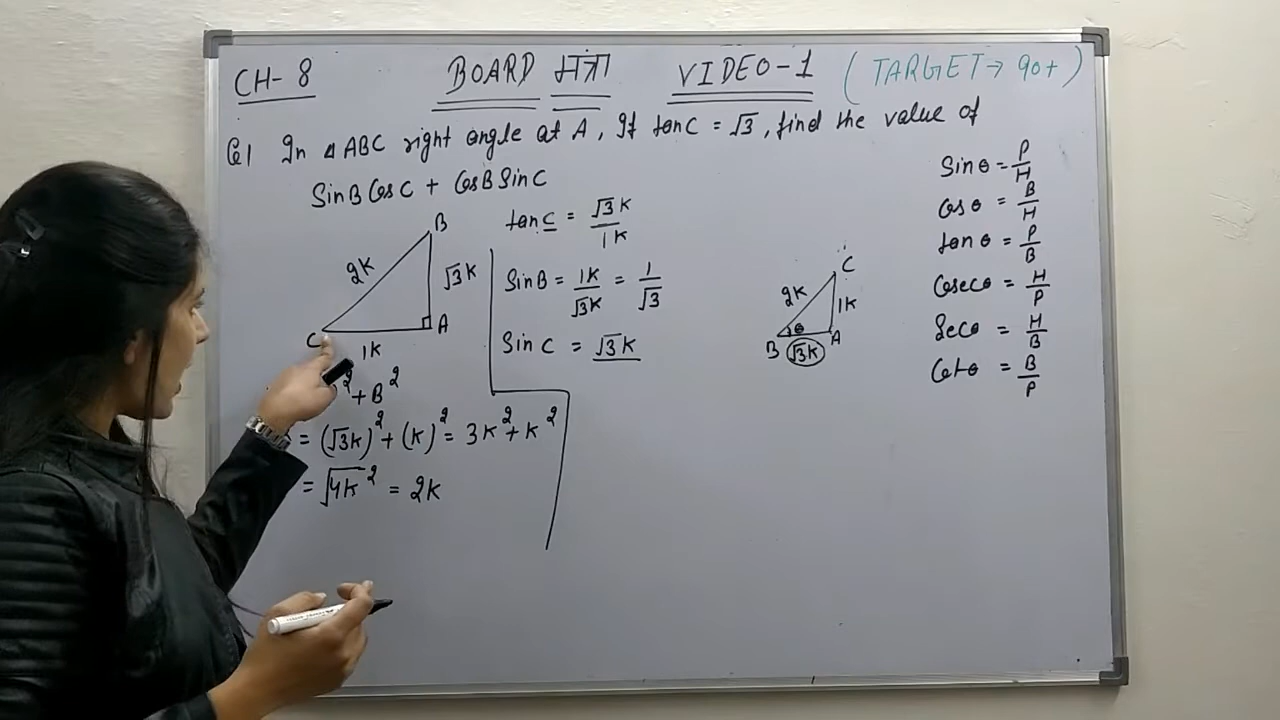 CH-8 BOARD मंत्रा VIDEO-1 (TARGET→ 90+)
Q1 In △ABC right angle at A, If tanC = √3, find the value of
SinB CosC + CosB SinC
B
2K
√3K
C
A
1K
² + B²
= (√3K)² + (K)² = 3K² + K²
= √4K² = 2K
tan C = √3K / 1K
SinB = 1K / √3K = 1 / √3
Sin C = √3K
C
2K
1K
θ
B
√3K
A
Sinθ = P/H
Cosθ = B/H
tanθ = P/B
Cosecθ = H/P
Secθ = H/B
Cotθ = B/P